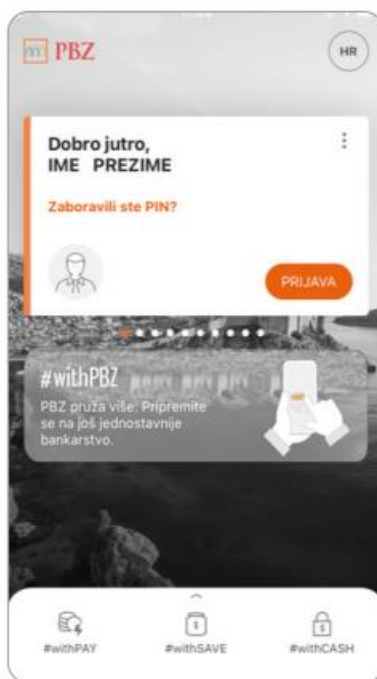 PBZ
HR
Dobro jutro,
IME PREZIME
Zaboravili ste PIN?
PRIJAVA
#withPBZ
PBZ pruža više: Pripremite
se na još jednostavnije
bankarstvo.
#withPAY
#withSAVE
#withCASH